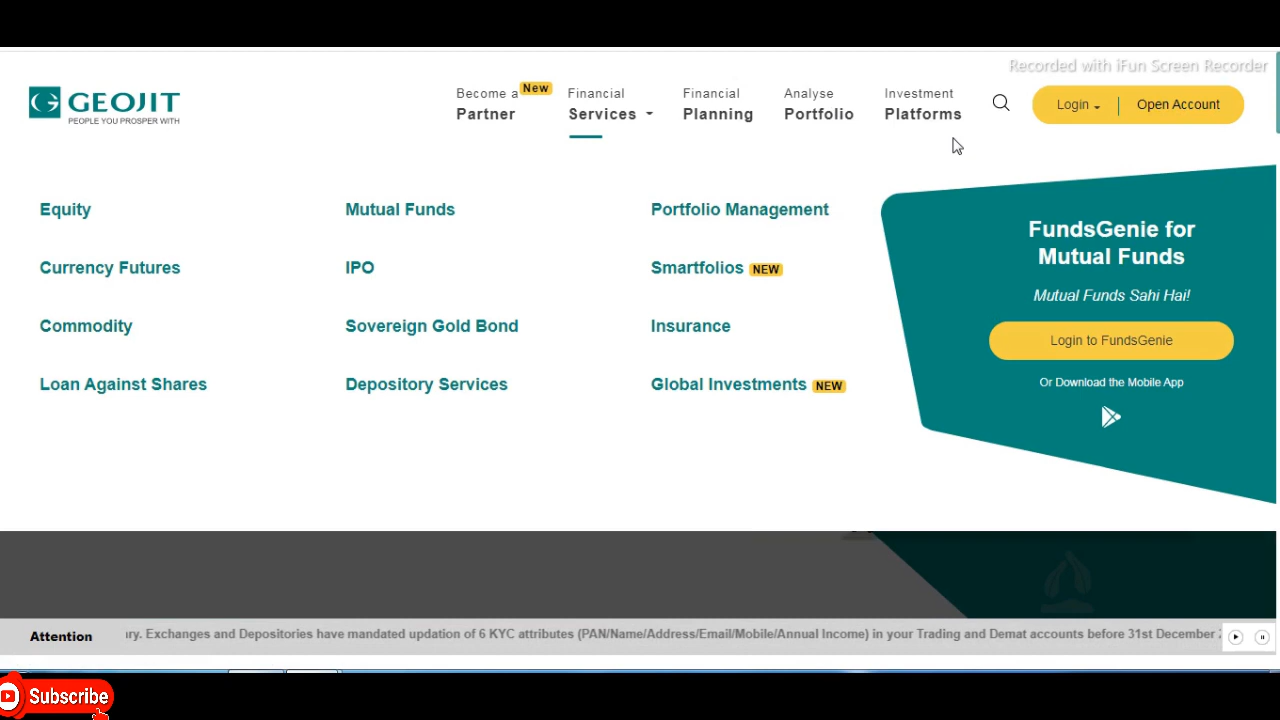 Recorded with iFun Screen Recorder
GEOJIT
PEOPLE YOU PROSPER WITH
Become a New
Partner
Financial
Services
Financial
Planning
Analyse
Portfolio
Investment
Platforms
Login
Open Account
Equity
Mutual Funds
Portfolio Management
Currency Futures
IPO
Smartfolios NEW
Commodity
Sovereign Gold Bond
Insurance
Loan Against Shares
Depository Services
Global Investments NEW
FundsGenie for
Mutual Funds
Mutual Funds Sahi Hai!
Login to FundsGenie
Or Download the Mobile App
Attention
ry. Exchanges and Depositories have mandated updation of 6 KYC attributes (PAN/Name/Address/Email/Mobile/Annual Income) in your Trading and Demat accounts before 31st December
Subscribe